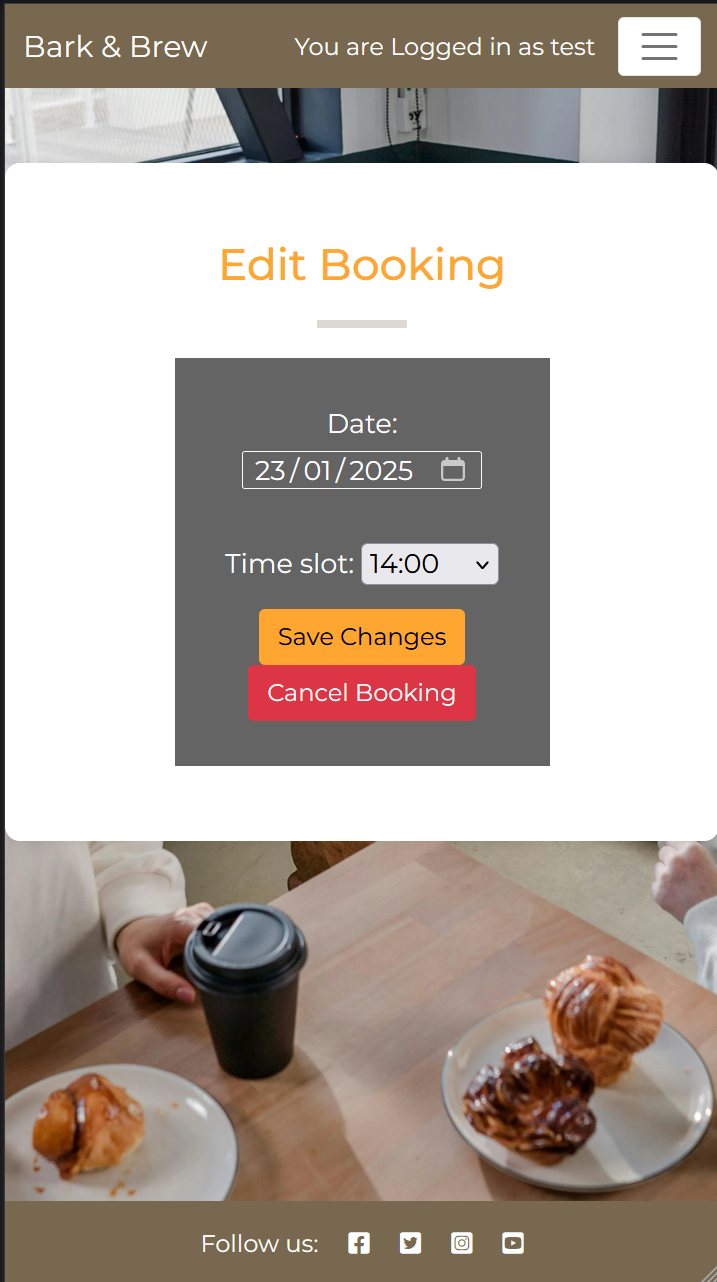 Bark & Brew
You are Logged in as test
Edit Booking
Date:
23/01/2025
Time slot: 14:00
Save Changes
Cancel Booking
Follow us: